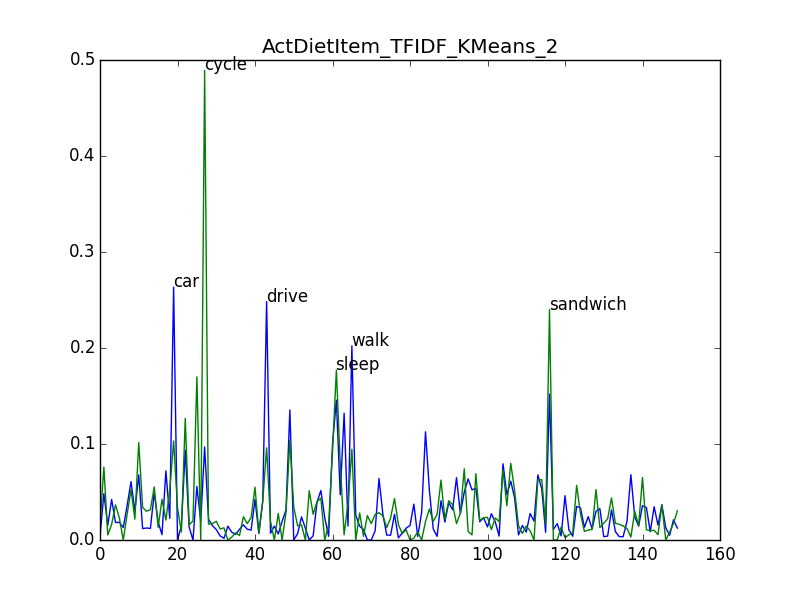 ActDietItem_TFIDF_KMeans_2
0.5
cycle
0.4
0.3
car
drive
sandwich
walk
0.2
sleep
0.1
0.0
0 20 40 60 80 100 120 140 160